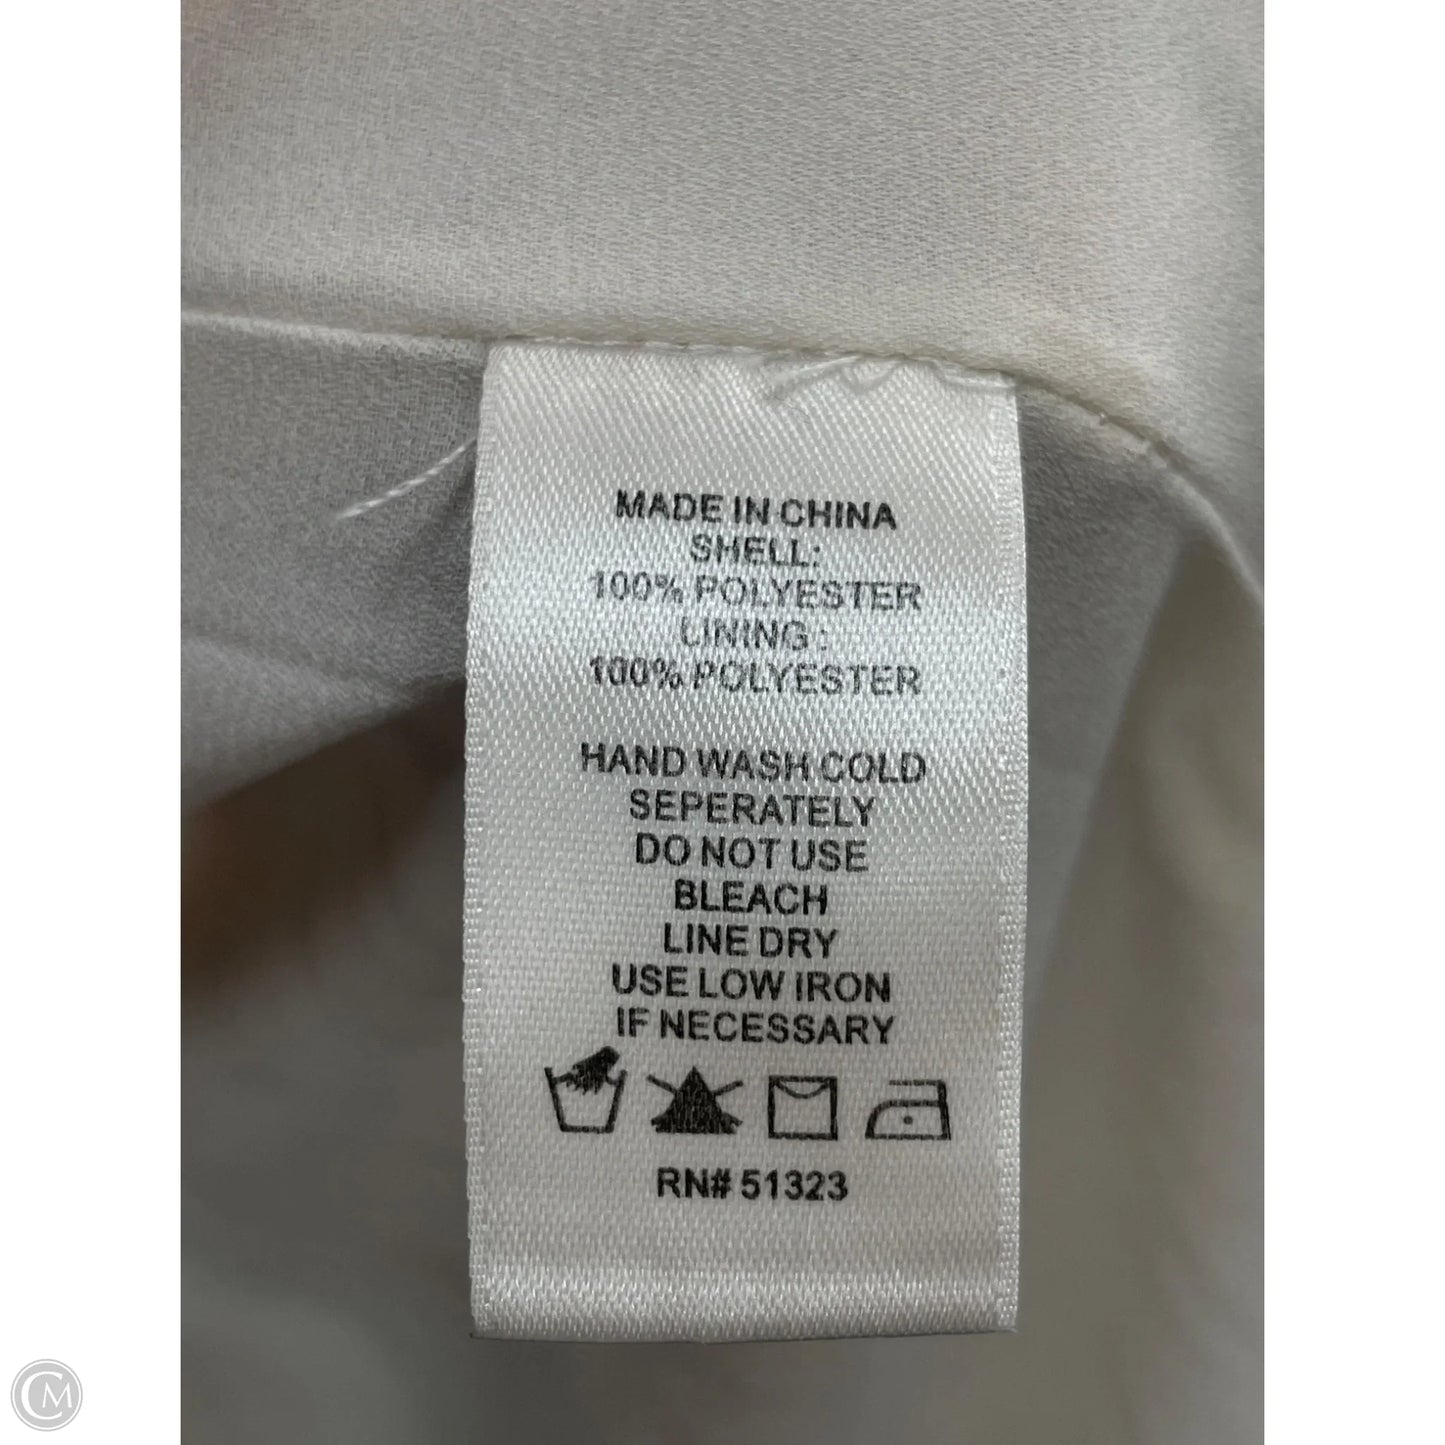 MADE IN CHINA
SHELL:
100% POLYESTER
LINING :
100% POLYESTER
HAND WASH COLD
SEPERATELY
DO NOT USE
BLEACH
LINE DRY
USE LOW IRON
IF NECESSARY
RN# 51323
CM